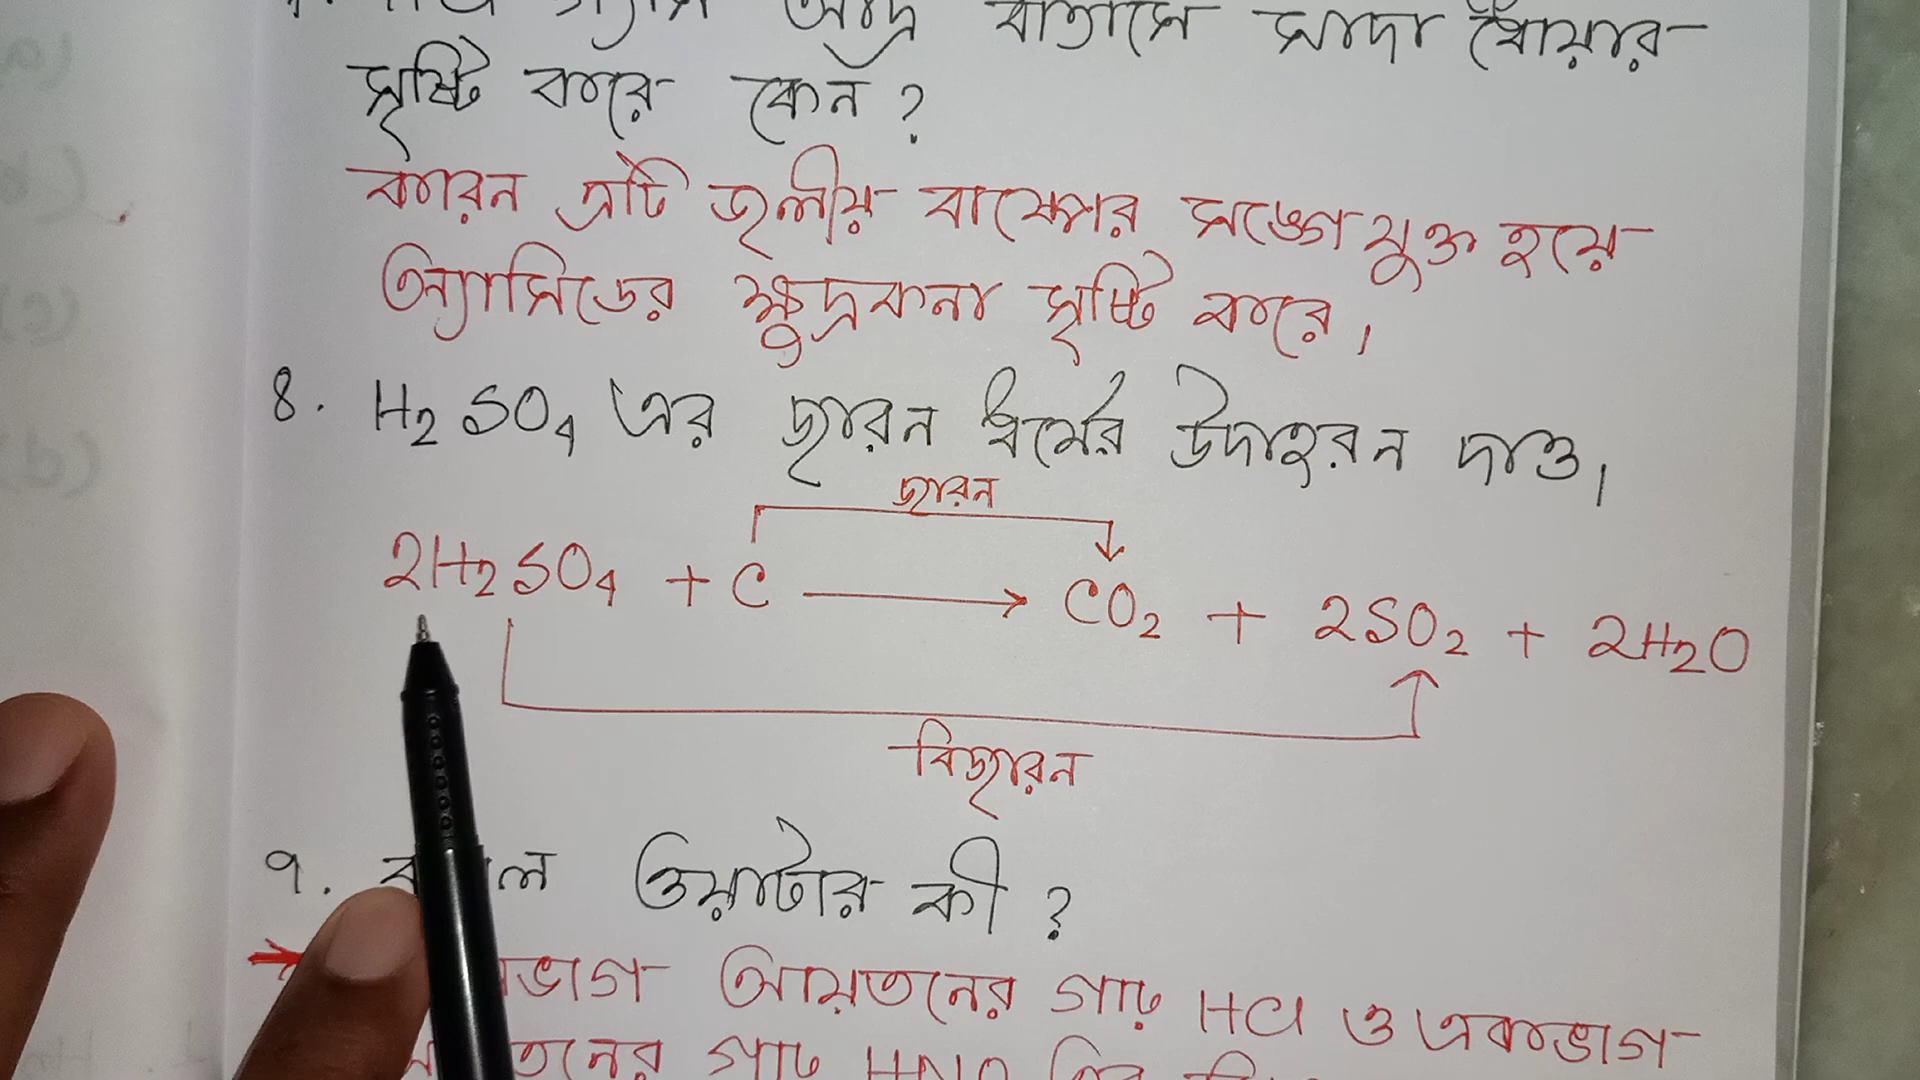 আর্দ্র বাতাসে সাদা ধোঁয়ার
সৃষ্টি করে কেন ?
কারন এটি জলীয় বাষ্পের সঙ্গে যুক্ত হয়ে
অ্যাসিডের ক্ষুদ্রকনা সৃষ্টি করে।
8. H₂SO₄ এর জারন ধর্মের উদাহরন দাও।
জারন
2H₂SO₄ + C ⟶ CO₂ + 2SO₂ + 2H₂O
বিজারন
৭. ওয়াটার কী ?
আয়তনের গাঢ় HCl ও একভাগ
গাঢ়